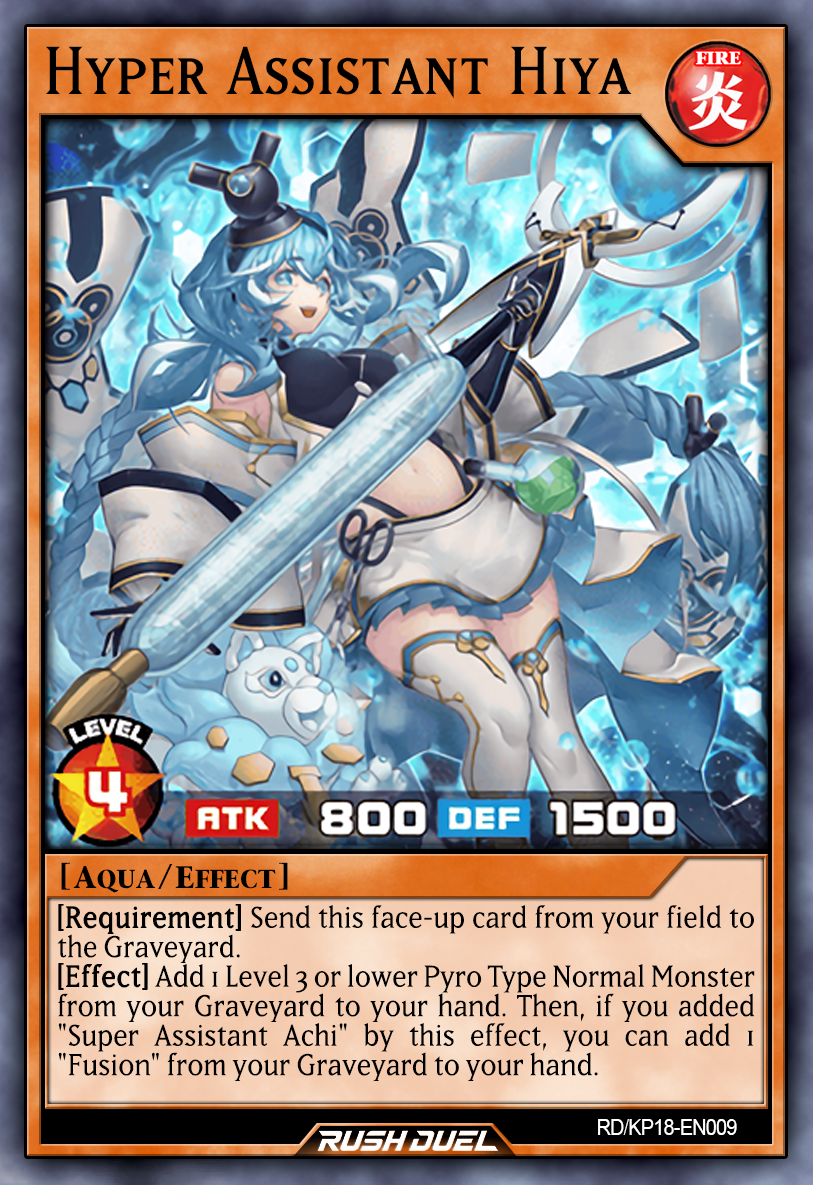 Hyper Assistant Hiya
FIRE
炎
LEVEL
4
ATK 800 DEF 1500
[Aqua/Effect]
[Requirement] Send this face-up card from your field to
the Graveyard.
[Effect] Add 1 Level 3 or lower Pyro Type Normal Monster
from your Graveyard to your hand. Then, if you added
"Super Assistant Achi" by this effect, you can add 1
"Fusion" from your Graveyard to your hand.
RD/KP18-EN009
RUSH DUEL